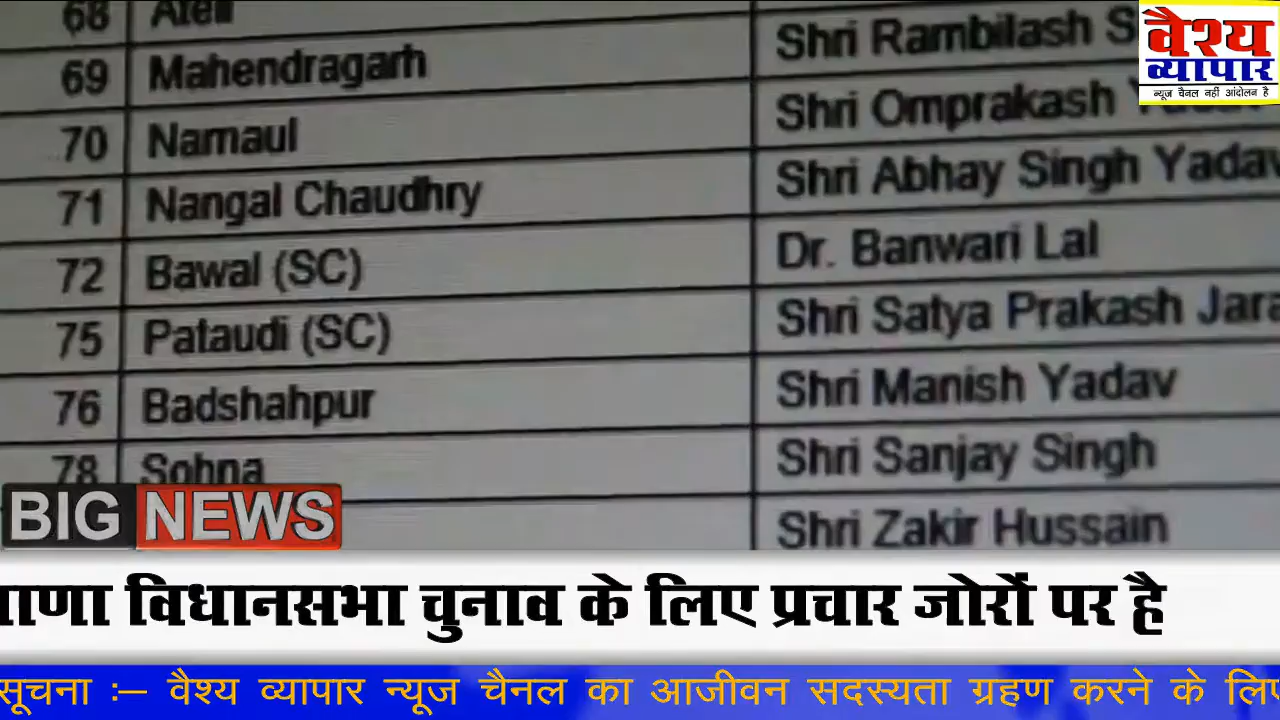 68 Ateli
69 Mahendragarh Shri Rambilash S
70 Narnaul Shri Omprakash Yadav
71 Nangal Chaudhry Shri Abhay Singh Yadav
72 Bawal (SC) Dr. Banwari Lal
75 Pataudi (SC) Shri Satya Prakash Jara
76 Badshahpur Shri Manish Yadav
78 Sohna Shri Sanjay Singh
Shri Zakir Hussain
वैश्य
व्यापार
न्यूज चैनल नहीं आंदोलन है
BIG NEWS
ाणा विधानसभा चुनाव के लिए प्रचार जोरों पर है
सूचना :— वैश्य व्यापार न्यूज चैनल का आजीवन सदस्यता ग्रहण करने के लिए